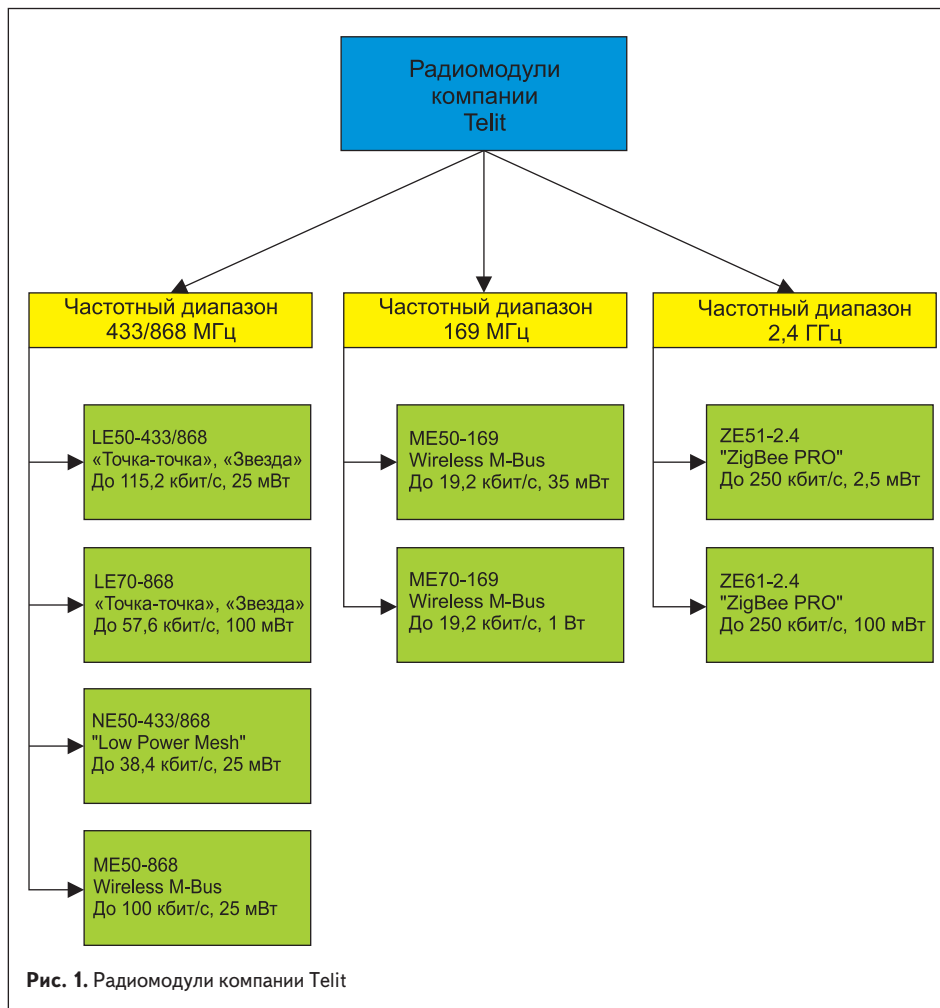 Радиомодули
компании
Telit
Частотный диапазон
433/868 МГц
LE50-433/868
«Точка-точка», «Звезда»
До 115,2 кбит/с, 25 мВт
LE70-868
«Точка-точка», «Звезда»
До 57,6 кбит/с, 100 мВт
NE50-433/868
"Low Power Mesh"
До 38,4 кбит/с, 25 мВт
ME50-868
Wireless M-Bus
До 100 кбит/с, 25 мВт
Частотный диапазон
169 МГц
ME50-169
Wireless M-Bus
До 19,2 кбит/с, 35 мВт
ME70-169
Wireless M-Bus
До 19,2 кбит/с, 1 Вт
Частотный диапазон
2,4 ГГц
ZE51-2.4
"ZigBee PRO"
До 250 кбит/с, 2,5 мВт
ZE61-2.4
"ZigBee PRO"
До 250 кбит/с, 100 мВт
Рис. 1. Радиомодули компании Telit